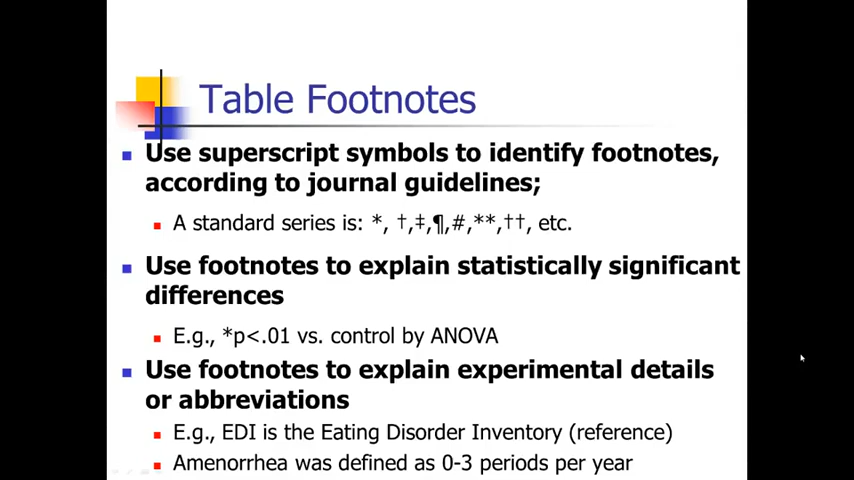 Table Footnotes
Use superscript symbols to identify footnotes,
according to journal guidelines;
A standard series is: *, †,‡,¶,#,**,††, etc.
Use footnotes to explain statistically significant
differences
E.g., *p<.01 vs. control by ANOVA
Use footnotes to explain experimental details
or abbreviations
E.g., EDI is the Eating Disorder Inventory (reference)
Amenorrhea was defined as 0-3 periods per year